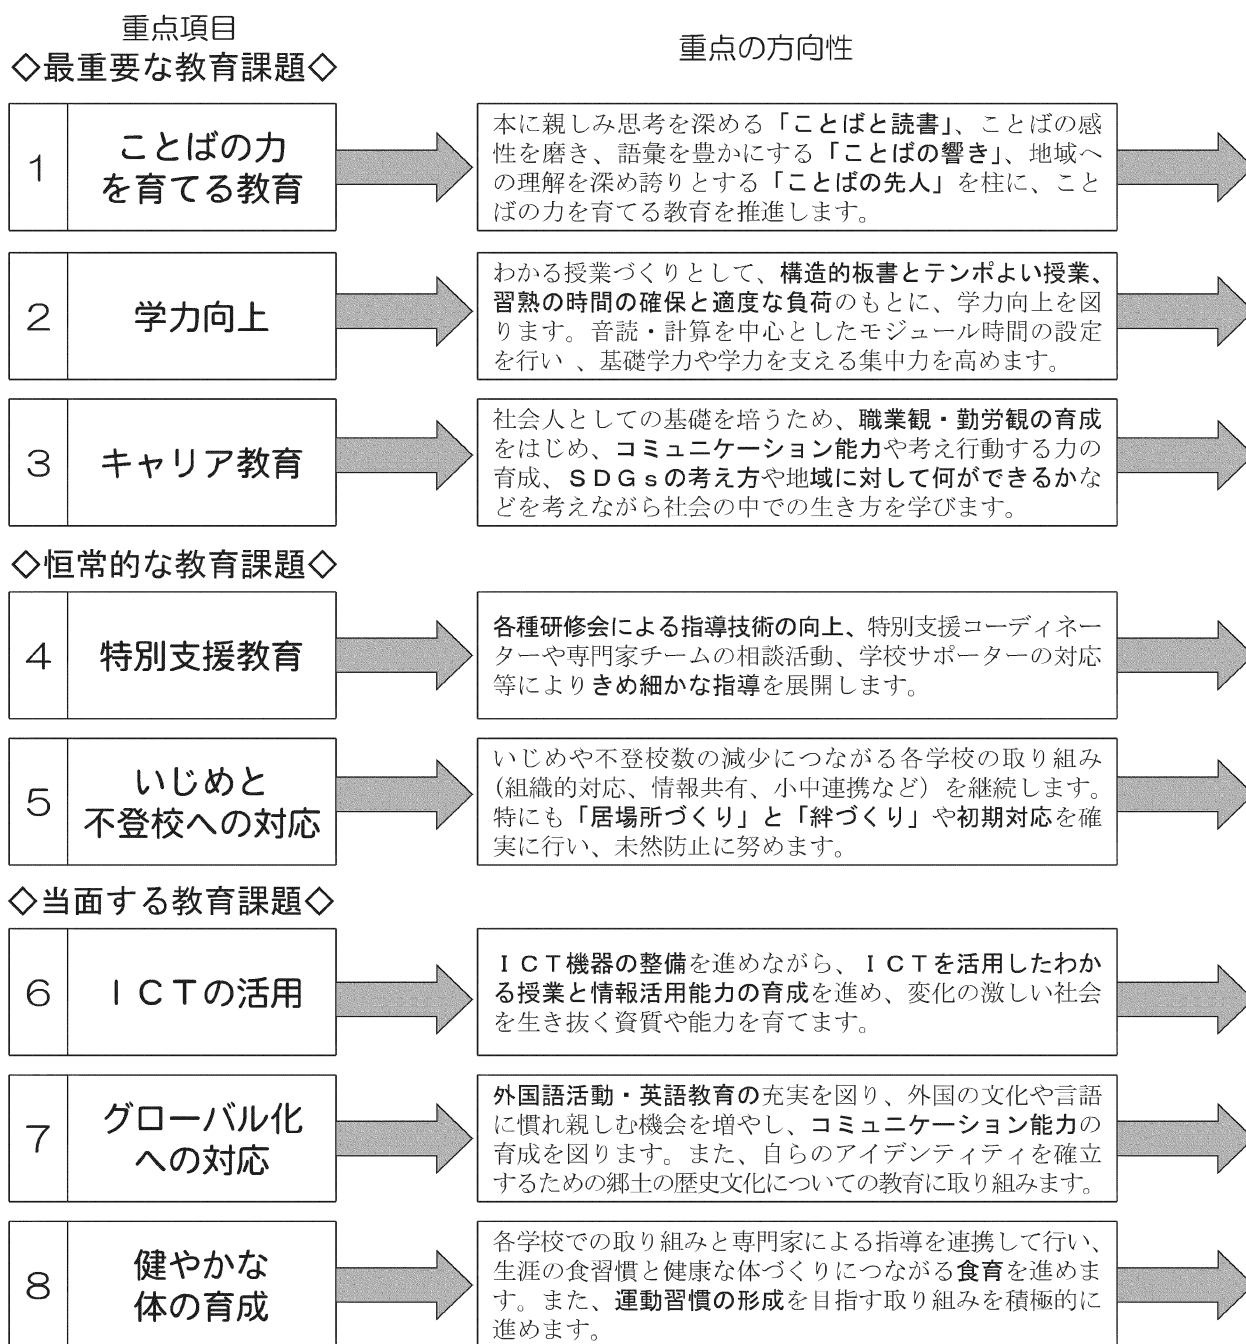 重点項目
重点の方向性
◇最重要な教育課題◇
1
ことばの力
を育てる教育
本に親しみ思考を深める「ことばと読書」、ことばの感
性を磨き、語彙を豊かにする「ことばの響き」、地域へ
の理解を深め誇りとする「ことばの先人」を柱に、こと
ばの力を育てる教育を推進します。
2
学力向上
わかる授業づくりとして、構造的板書とテンポよい授業、
習熟の時間の確保と適度な負荷のもとに、学力向上を図
ります。音読・計算を中心としたモジュール時間の設定
を行い 、基礎学力や学力を支える集中力を高めます。
3
キャリア教育
社会人としての基礎を培うため、職業観・勤労観の育成
をはじめ、コミュニケーション能力や考え行動する力の
育成、ＳＤＧｓの考え方や地域に対して何ができるかな
どを考えながら社会の中での生き方を学びます。
◇恒常的な教育課題◇
4
特別支援教育
各種研修会による指導技術の向上、特別支援コーディネー
ターや専門家チームの相談活動、学校サポーターの対応
等によりきめ細かな指導を展開します。
5
いじめと
不登校への対応
いじめや不登校数の減少につながる各学校の取り組み
(組織的対応、情報共有、小中連携など）を継続します。
特にも「居場所づくり」と「絆づくり」や初期対応を確
実に行い、未然防止に努めます。
◇当面する教育課題◇
6
ＩＣＴの活用
ＩＣＴ機器の整備を進めながら、ＩＣＴを活用したわか
る授業と情報活用能力の育成を進め、変化の激しい社会
を生き抜く資質や能力を育てます。
7
グローバル化
への対応
外国語活動・英語教育の充実を図り、外国の文化や言語
に慣れ親しむ機会を増やし、コミュニケーション能力の
育成を図ります。また、自らのアイデンティティを確立
するための郷土の歴史文化についての教育に取り組みます。
8
健やかな
体の育成
各学校での取り組みと専門家による指導を連携して行い、
生涯の食習慣と健康な体づくりにつながる食育を進めま
す。また、運動習慣の形成を目指す取り組みを積極的に
進めます。